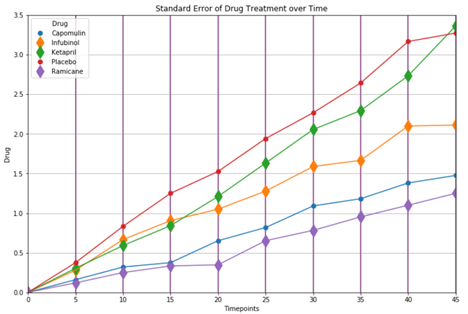 Standard Error of Drug Treatment over Time
Drug
Capomulin
Infubinol
Ketapril
Placebo
Ramicane
3.5
3.0
2.5
2.0
1.5
1.0
0.5
0.0
Drug
0 5 10 15 20 25 30 35 40 45
Timepoints